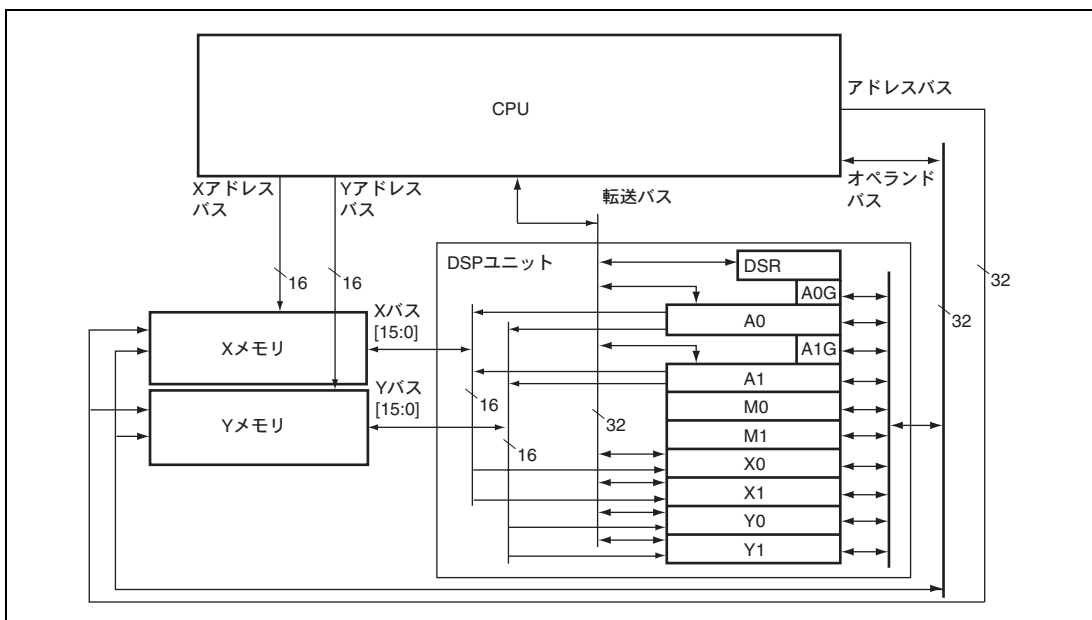 CPU
アドレスバス
Xアドレス
バス
Yアドレス
バス
転送バス
オペランド
バス
16
16
DSPユニット
DSR
A0G
A0
A1G
A1
M0
M1
X0
X1
Y0
Y1
Xバス
[15:0]
Xメモリ
Yバス
[15:0]
Yメモリ
16
16
32
32
32